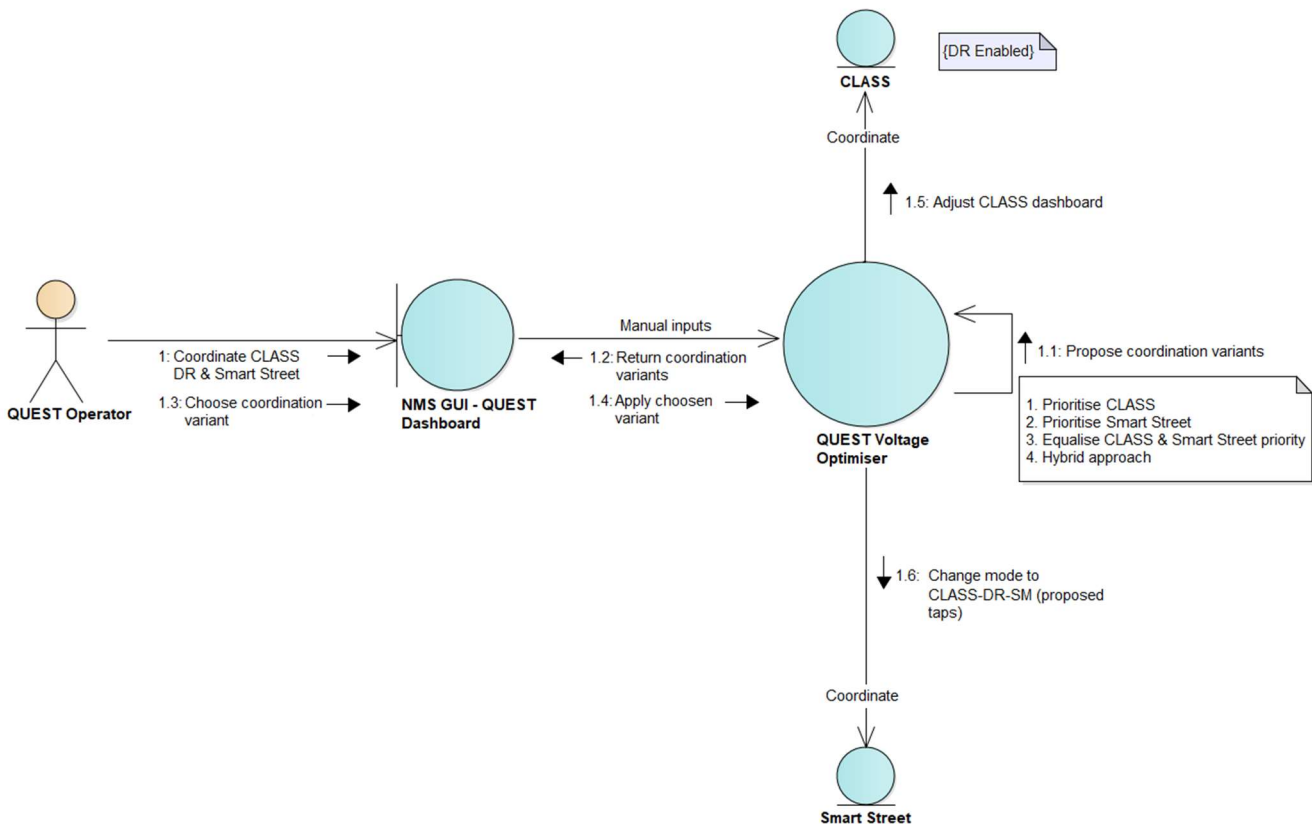 CLASS
{DR Enabled}
Coordinate
1.5: Adjust CLASS dashboard
QUEST Operator
1: Coordinate CLASS
DR & Smart Street
1.3: Choose coordination
variant
NMS GUI - QUEST
Dashboard
Manual inputs
1.2: Return coordination
variants
1.4: Apply choosen
variant
QUEST Voltage
Optimiser
1.1: Propose coordination variants
1. Prioritise CLASS
2. Prioritise Smart Street
3. Equalise CLASS & Smart Street priority
4. Hybrid approach
1.6: Change mode to
CLASS-DR-SM (proposed
taps)
Coordinate
Smart Street